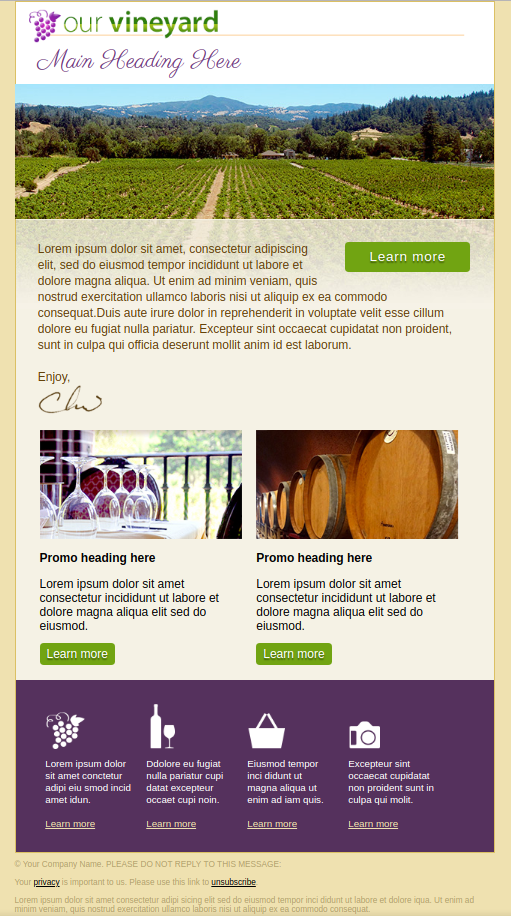 our vineyard
Main Heading Here
Lorem ipsum dolor sit amet, consectetur adipiscing
elit, sed do eiusmod tempor incididunt ut labore et
dolore magna aliqua. Ut enim ad minim veniam, quis
nostrud exercitation ullamco laboris nisi ut aliquip ex ea commodo
consequat.Duis aute irure dolor in reprehenderit in voluptate velit esse cillum
dolore eu fugiat nulla pariatur. Excepteur sint occaecat cupidatat non proident,
sunt in culpa qui officia deserunt mollit anim id est laborum.
Learn more
Enjoy,
Promo heading here
Lorem ipsum dolor sit amet
consectetur incididunt ut labore et
dolore magna aliqua elit sed do
eiusmod.
Learn more
Promo heading here
Lorem ipsum dolor sit amet
consectetur incididunt ut labore et
dolore magna aliqua elit sed do
eiusmod.
Learn more
Lorem ipsum dolor
sit amet conctetur
adipi eiu smod incid
amet idun.
Learn more
Ddolore eu fugiat
nulla pariatur cupi
datat excepteur
occaet cupi noin.
Learn more
Eiusmod tempor
inci didunt ut
magna aliqua ut
enim ad iam quis.
Learn more
Excepteur sint
occaecat cupidatat
non proident sunt in
culpa qui molit.
Learn more
© Your Company Name. PLEASE DO NOT REPLY TO THIS MESSAGE:
Your privacy is important to us. Please use this link to unsubscribe.
Lorem ipsum dolor sit amet consectetur adipi sicing elit sed do eiusmod tempor incididunt ut labore et dolore iqua. Ut enim ad
minim veniam, quis nostrud exercitation ullamco laboris nisi ut aliquip ex ea commodo consequat.